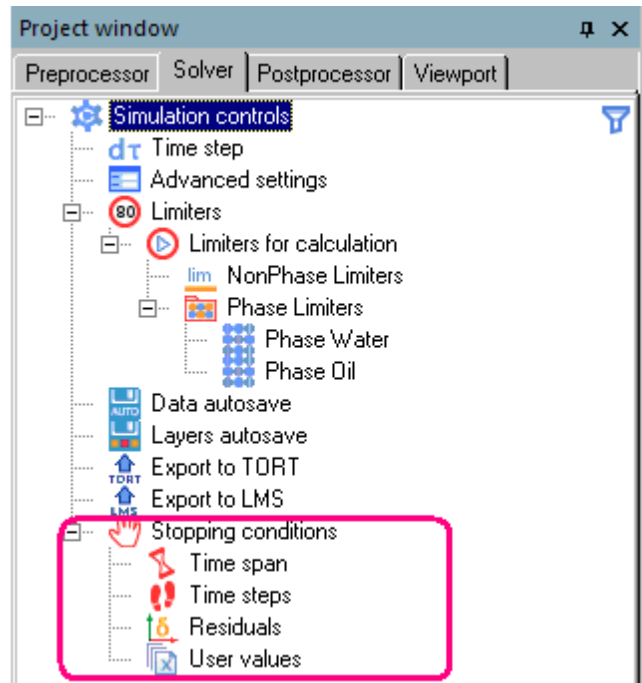 Project window
Preprocessor Solver Postprocessor Viewport
Simulation controls
dτ Time step
Advanced settings
80 Limiters
Limiters for calculation
lim NonPhase Limiters
Phase Limiters
Phase Water
Phase Oil
AUTO Data autosave
Layers autosave
TORT Export to TORT
LMS Export to LMS
Stopping conditions
Time span
Time steps
δ Residuals
x User values